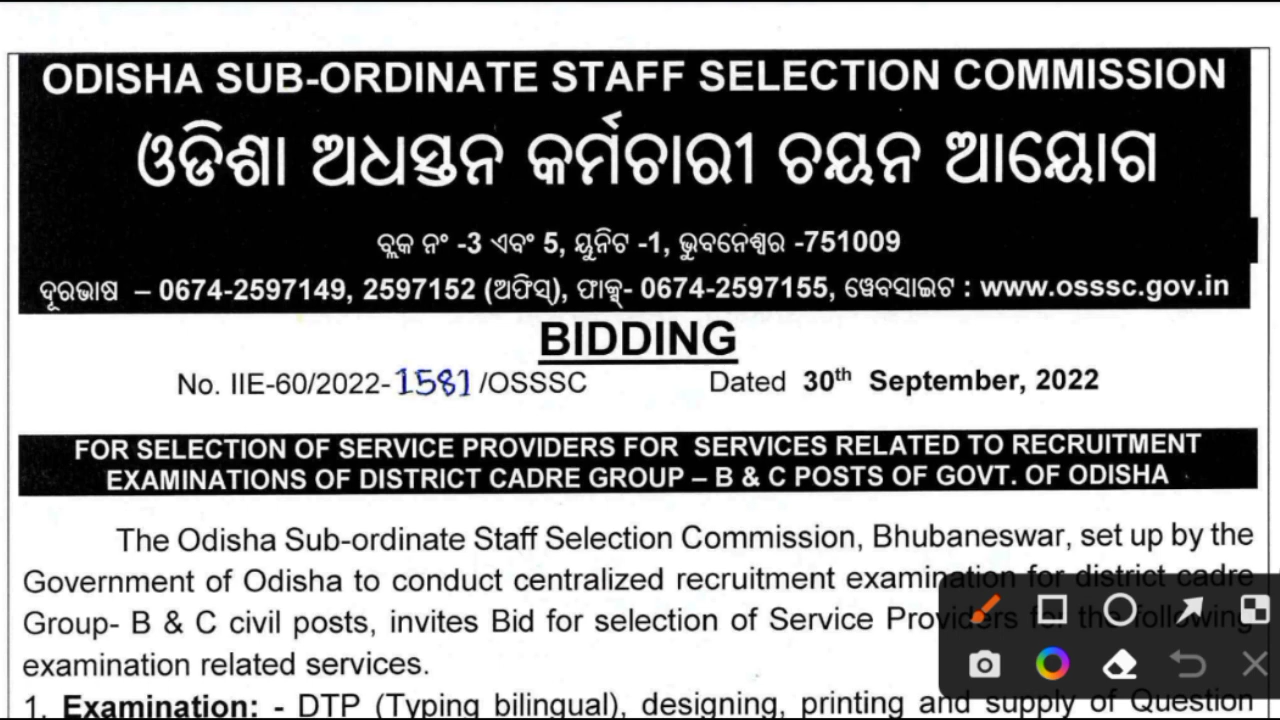 ODISHA SUB-ORDINATE STAFF SELECTION COMMISSION
ଓଡିଶା ଅଧସ୍ତନ କର୍ମଚାରୀ ଚୟନ ଆୟୋଗ
ବ୍ଲକ ନଂ -3 ଏବଂ 5, ୟୁନିଟ -1, ଭୁବନେଶ୍ୱର -751009
ଦୂରଭାଷ – 0674-2597149, 2597152 (ଅଫିସ୍), ଫାକ୍ସ୍- 0674-2597155, ୱେବସାଇଟ : www.osssc.gov.in
BIDDING
No. IIE-60/2022-1581/OSSSC Dated 30th September, 2022
FOR SELECTION OF SERVICE PROVIDERS FOR SERVICES RELATED TO RECRUITMENT
EXAMINATIONS OF DISTRICT CADRE GROUP – B & C POSTS OF GOVT. OF ODISHA
The Odisha Sub-ordinate Staff Selection Commission, Bhubaneswar, set up by the
Government of Odisha to conduct centralized recruitment examination for district cadre
Group- B & C civil posts, invites Bid for selection of Service Providers for the following
examination related services.
1. Examination: - DTP (Typing bilingual), designing, printing and supply of Question